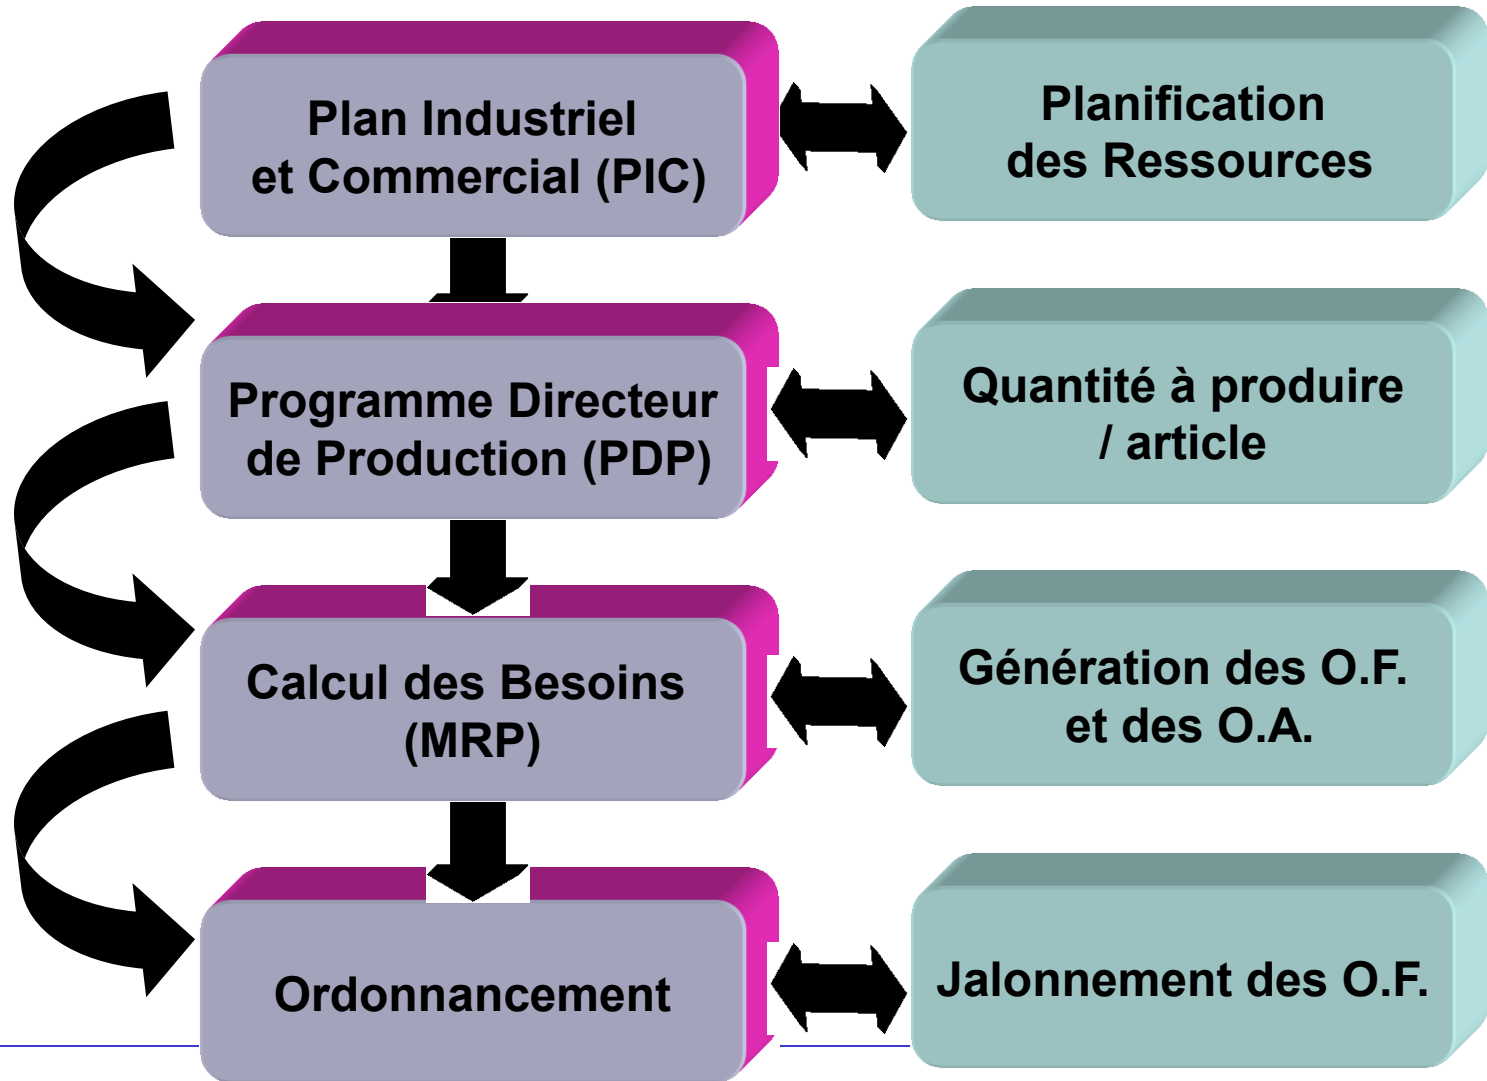 Plan Industriel
et Commercial (PIC)
Planification
des Ressources
Programme Directeur
de Production (PDP)
Quantité à produire
/ article
Calcul des Besoins
(MRP)
Génération des O.F.
et des O.A.
Ordonnancement
Jalonnement des O.F.